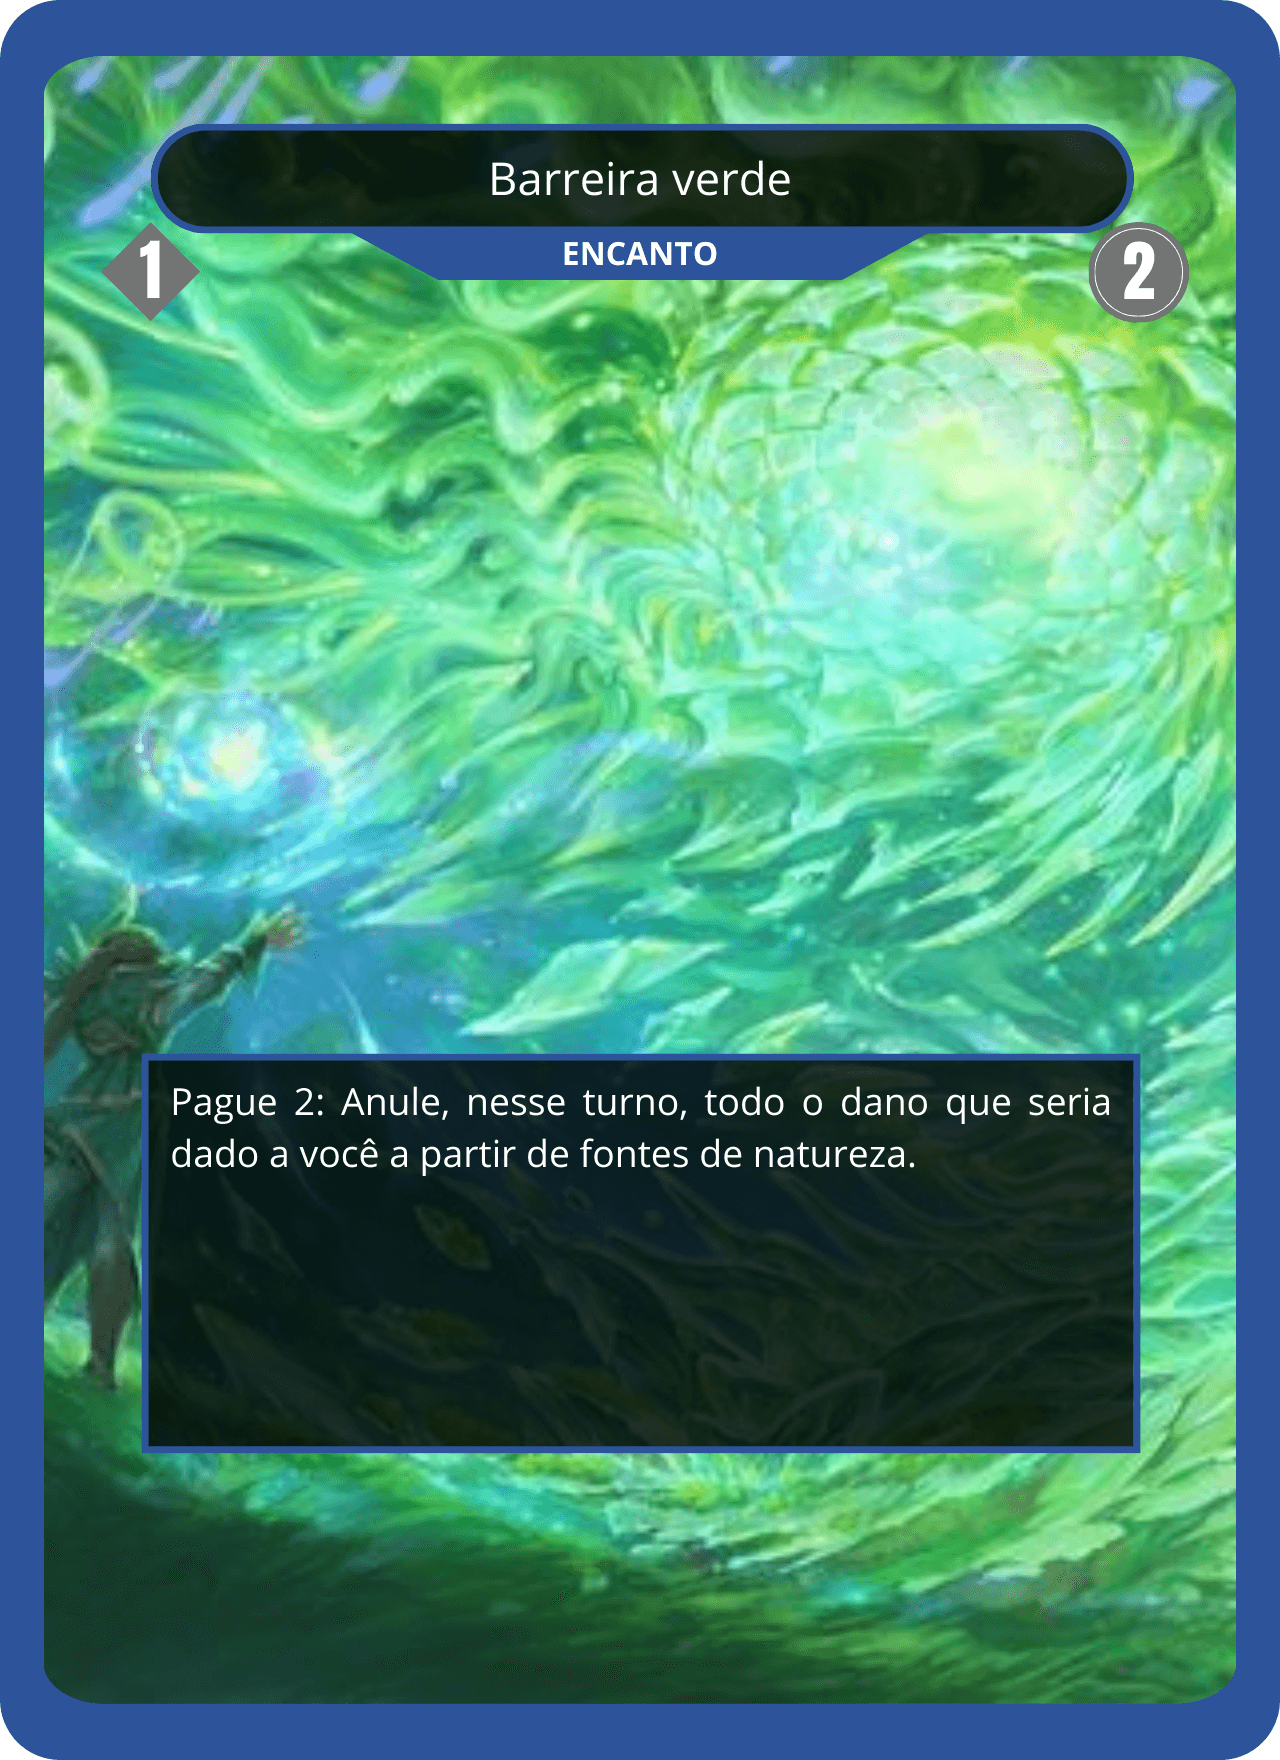 Barreira verde
ENCANTO
1
2
Pague 2: Anule, nesse turno, todo o dano que seria
dado a você a partir de fontes de natureza.